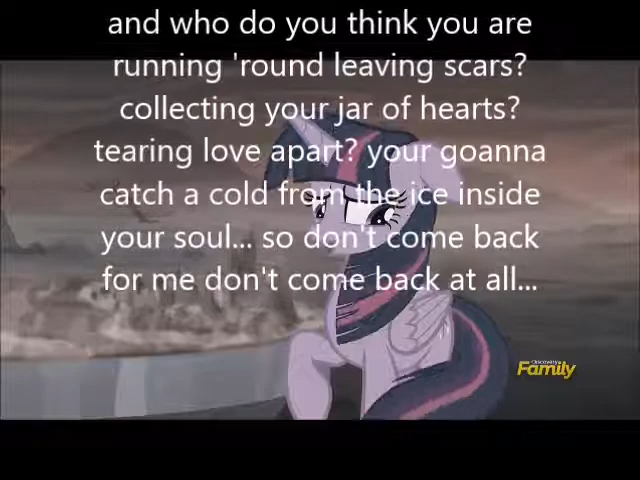 and who do you think you are
running 'round leaving scars?
collecting your jar of hearts?
tearing love apart? your goanna
catch a cold from the ice inside
your soul... so don't come back
for me don't come back at all...
Discovery
Family